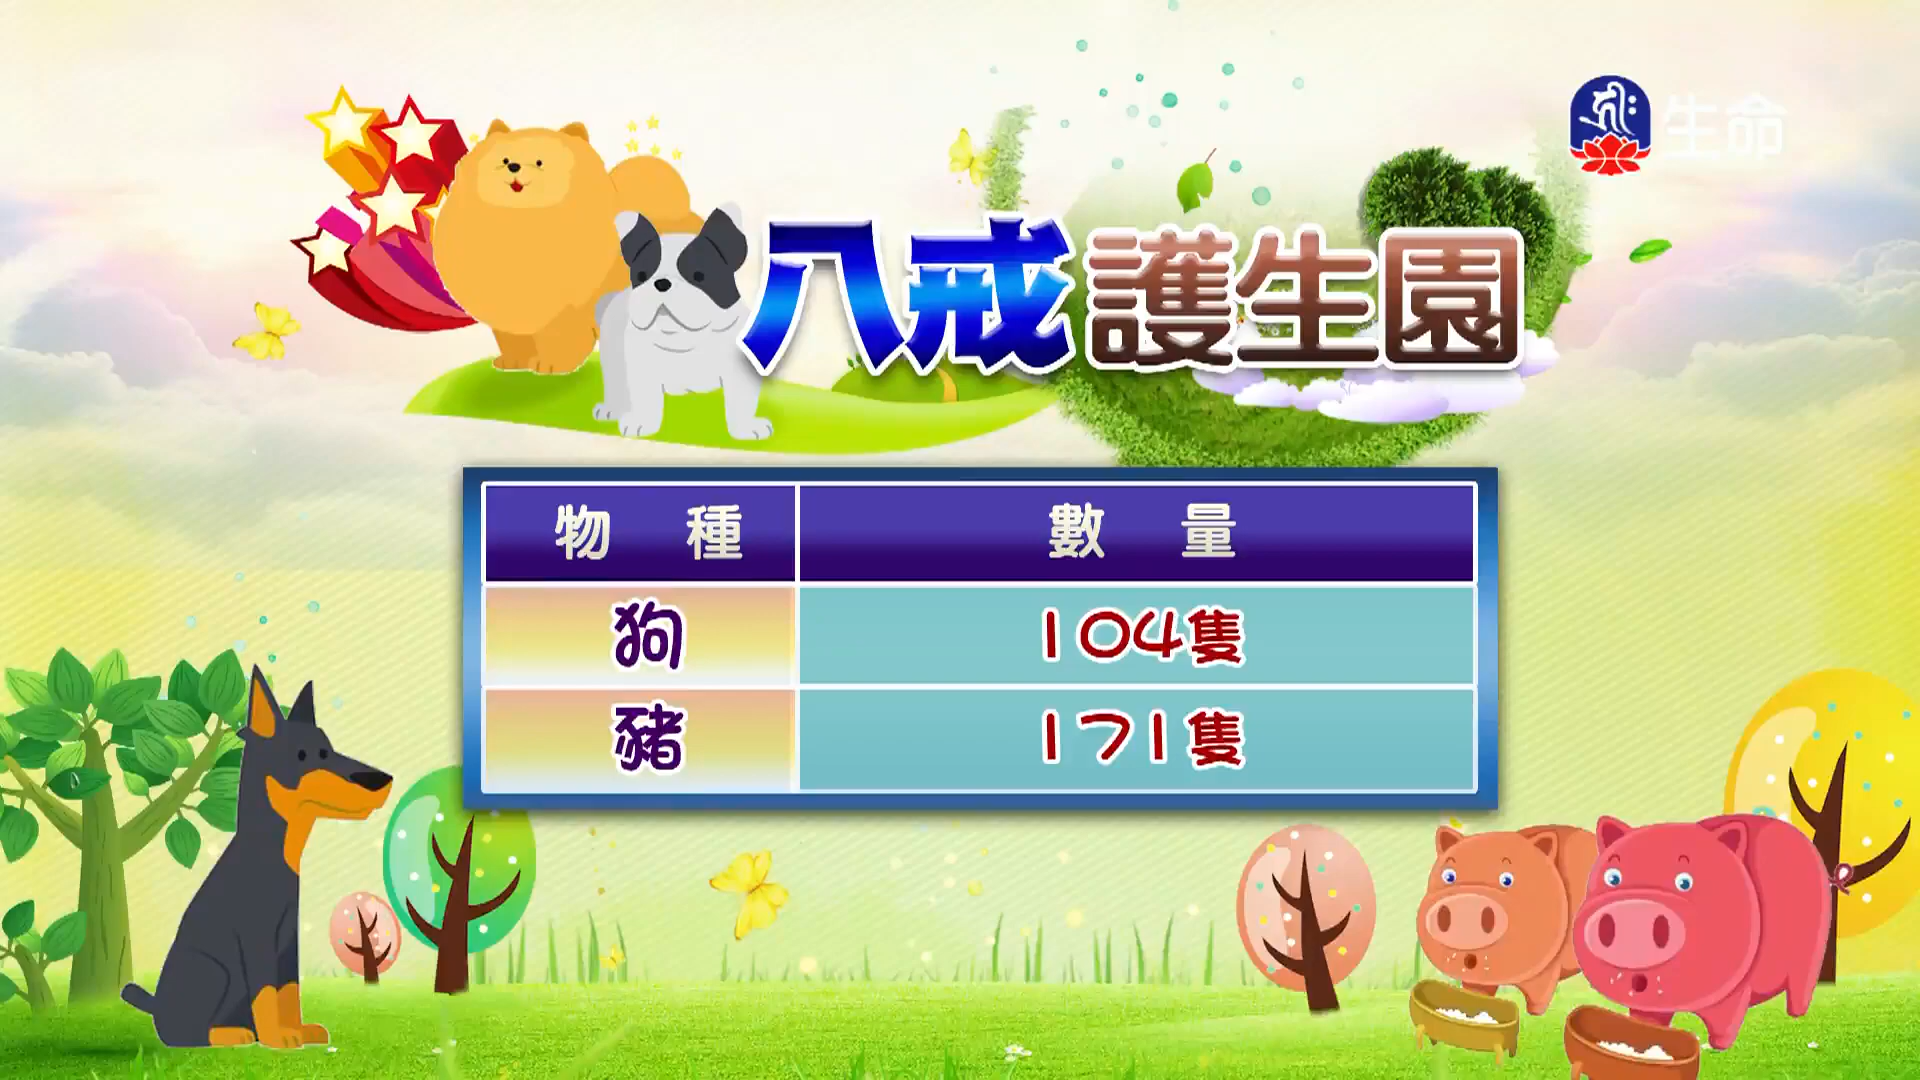 生命
八戒護生園
物種 數量
狗 104隻
豬 171隻